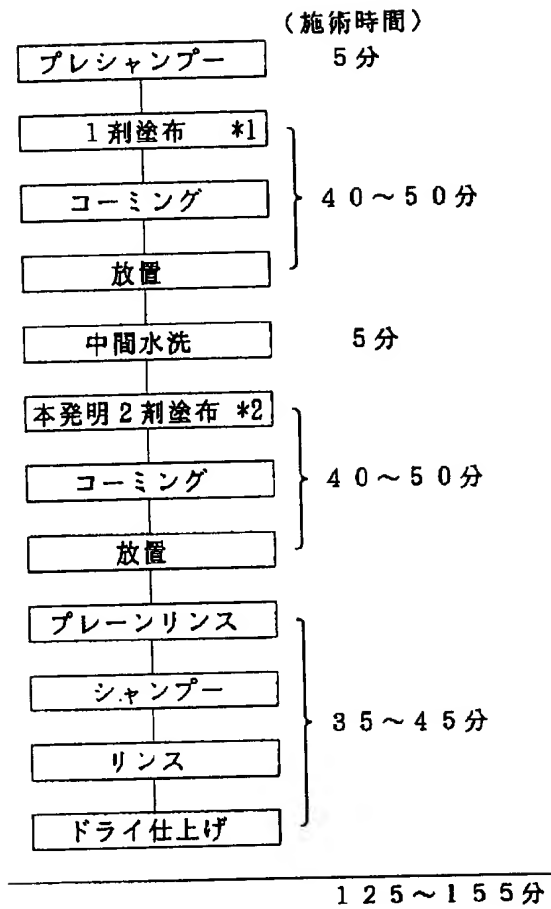 (施術時間)
プレシャンプー 5分
1剤塗布 *1
コーミング 40~50分
放置
中間水洗 5分
本発明2剤塗布 *2
コーミング 40~50分
放置
プレーンリンス
シャンプー
35~45分
リンス
ドライ仕上げ
125~155分